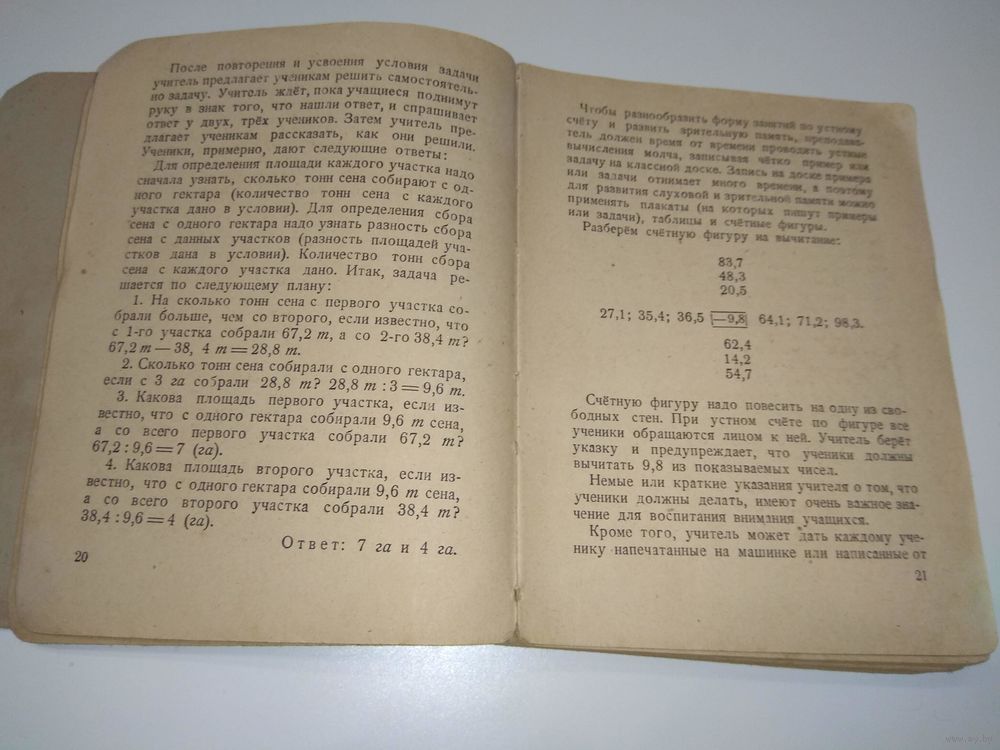 После повторения и усвоения условия задачи
учитель предлагает ученикам решить самостоятель-
но задачу. Учитель ждёт, пока учащиеся поднимут
руку в знак того, что нашли ответ, и спрашивает
ответ у двух, трёх учеников. Затем учитель пре-
длагает ученикам рассказать, как они решили.
Ученики, примерно, дают следующие ответы:
Для определения площади каждого участка надо
сначала узнать, сколько тонн сена собирают с од-
ного гектара (количество тонн сена с каждого
участка дано в условии). Для определения сбора
сена с одного гектара надо узнать разность сбора
сена с данных участков (разность площадей уча-
стков дана в условии). Количество тонн сбора
сена с каждого участка дано. Итак, задача ре-
шается по следующему плану:
1. На сколько тонн сена с первого участка со-
брали больше, чем со второго, если известно, что
с 1-го участка собрали 67,2 т, а со 2-го 38,4 т?
67,2 т — 38, 4 т = 28,8 т.
2. Сколько тонн сена собирали с одного гектара,
если с 3 га собрали 28,8 т? 28,8 т : 3 = 9,6 т.
3. Какова площадь первого участка, если из-
вестно, что с одного гектара собирали 9,6 т сена,
а со всего первого участка собрали 67,2 т?
67,2 : 9,6 = 7 (га).
4. Какова площадь второго участка, если из-
вестно, что с одного гектара собирали 9,6 т сена,
а со всего второго участка собрали 38,4 т?
38,4 : 9,6 = 4 (га).
Ответ: 7 га и 4 га.
20
Чтобы разнообразить форму занятий по устному
счёту и развить зрительную память, преподава-
тель должен время от времени проводить устные
вычисления молча, записывая чётко пример или
задачу на классной доске. Запись на доске примера
или задачи отнимает много времени, а поэтому
для развития слуховой и зрительной памяти можно
применять плакаты (на которых пишут примеры
или задачи), таблицы и счётные фигуры.
Разберём счётную фигуру на вычитание:
83,7
48,3
20,5
27,1; 35,4; 36,5 —9,8 64,1; 71,2; 98,3.
62,4
14,2
54,7
Счётную фигуру надо повесить на одну из сво-
бодных стен. При устном счёте по фигуре все
ученики обращаются лицом к ней. Учитель берёт
указку и предупреждает, что ученики должны
вычитать 9,8 из показываемых чисел.
Немые или краткие указания учителя о том, что
ученики должны делать, имеют очень важное зна-
чение для воспитания внимания учащихся.
Кроме того, учитель может дать каждому уче-
нику напечатанные на машинке или написанные от
21